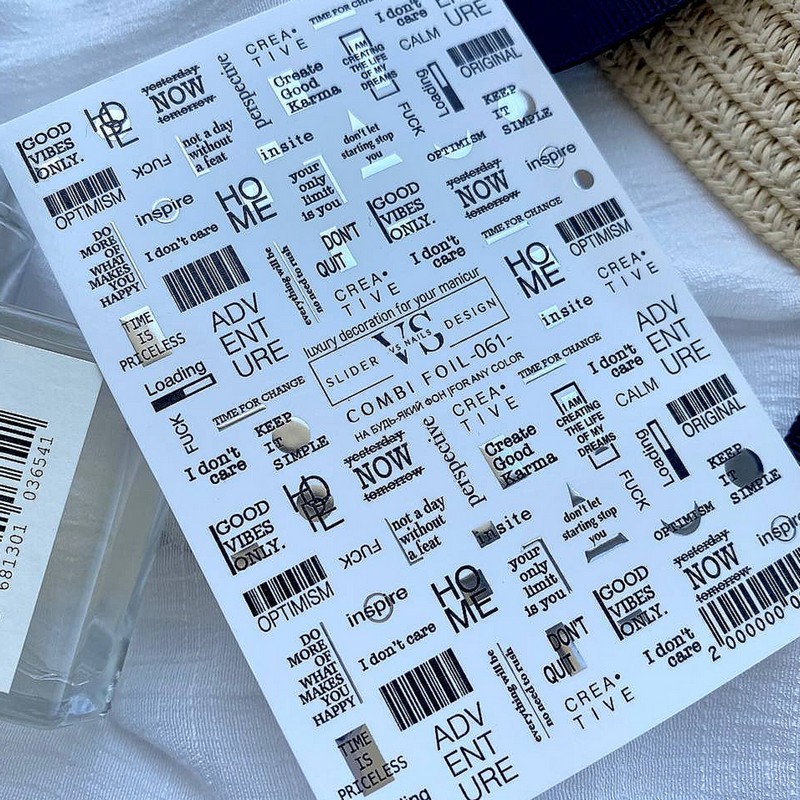 TIME FOR CHANGE
I don't
care
ADV
ENT
URE
CREA•
TIVE
I AM
CREATING
THE LIFE
OF MY
DREAMS
CALM
ORIGINAL
yesterday
NOW
tomorrow
perspective
Create
Good
Karma
Loading
KEEP
IT
SIMPLE
HO
PE
FUCK
GOOD
VIBES
ONLY.
FUCK
not a day
without
a feat
insite
don't let
starting stop
you
OPTIMISM
inspire
OPTIMISM
inspire
HO
ME
your
only
limit
is you
GOOD
VIBES
ONLY.
yesterday
NOW
tomorrow
TIME FOR CHANGE
OPTIMISM
DO
MORE
OF
WHAT
MAKES
YOU
HAPPY
I don't care
everything will be
no need to rush
DON'T
QUIT
I don't
care
HO
ME
CREA•
TIVE
CREA•
TIVE
insite
TIME
IS
PRICELESS
ADV
ENT
URE
luxury decoration for your manicur
SLIDER
VS
VS NAILS
DESIGN
COMBI FOIL-061-
НА БУДЬ-ЯКИЙ ФОН|FOR ANY COLOR
ADV
ENT
URE
Loading
TIME FOR CHANGE
TIME FOR CHANGE
I don't
care
FUCK
I don't
care
KEEP
IT
SIMPLE
yesterday
NOW
tomorrow
perspective
CREA•
TIVE
Create
Good
Karma
I AM
CREATING
THE LIFE
OF MY
DREAMS
CALM
ORIGINAL
Loading
KEEP
IT
SIMPLE
GOOD
VIBES
ONLY.
HO
PE
FUCK
not a day
without
a feat
insite
don't let
starting stop
you
FUCK
OPTIMISM
yesterday
NOW
tomorrow
OPTIMISM
inspire
HO
ME
your
only
limit
is you
GOOD
VIBES
ONLY.
I don't
care
DO
MORE
OF
WHAT
MAKES
YOU
HAPPY
I don't care
everything will be
no need to rush
DON'T
QUIT
CREA•
TIVE
TIME
IS
PRICELESS
ADV
ENT
URE
2 000000 0
681301 036541